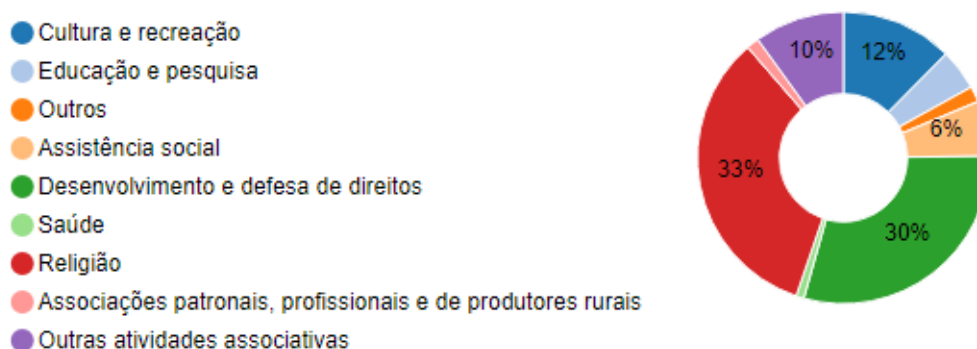 Cultura e recreação
Educação e pesquisa
Outros
Assistência social
Desenvolvimento e defesa de direitos
Saúde
Religião
Associações patronais, profissionais e de produtores rurais
Outras atividades associativas
10%
12%
6%
33%
30%